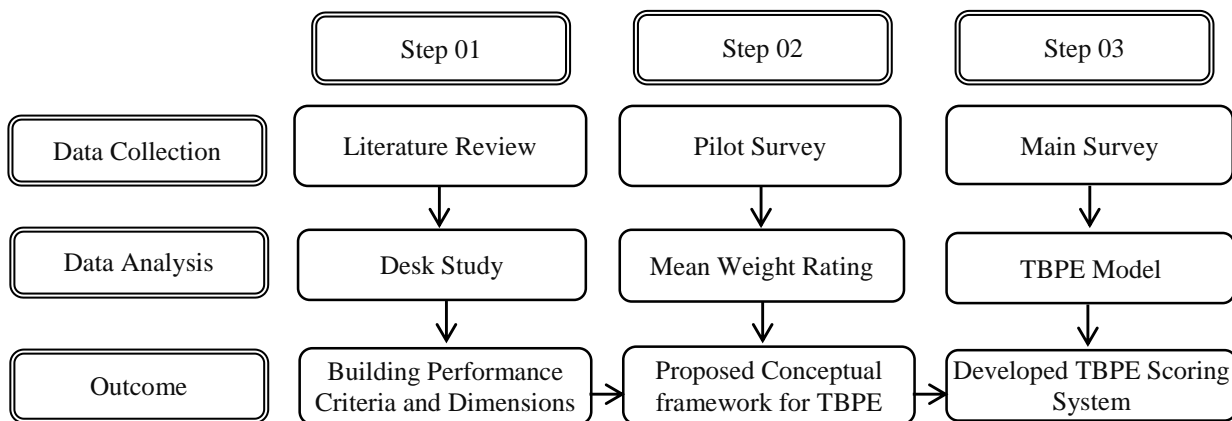 Step 01
Step 02
Step 03
Data Collection
Literature Review
Pilot Survey
Main Survey
Data Analysis
Desk Study
Mean Weight Rating
TBPE Model
Outcome
Building Performance
Criteria and Dimensions
Proposed Conceptual
framework for TBPE
Developed TBPE Scoring
System